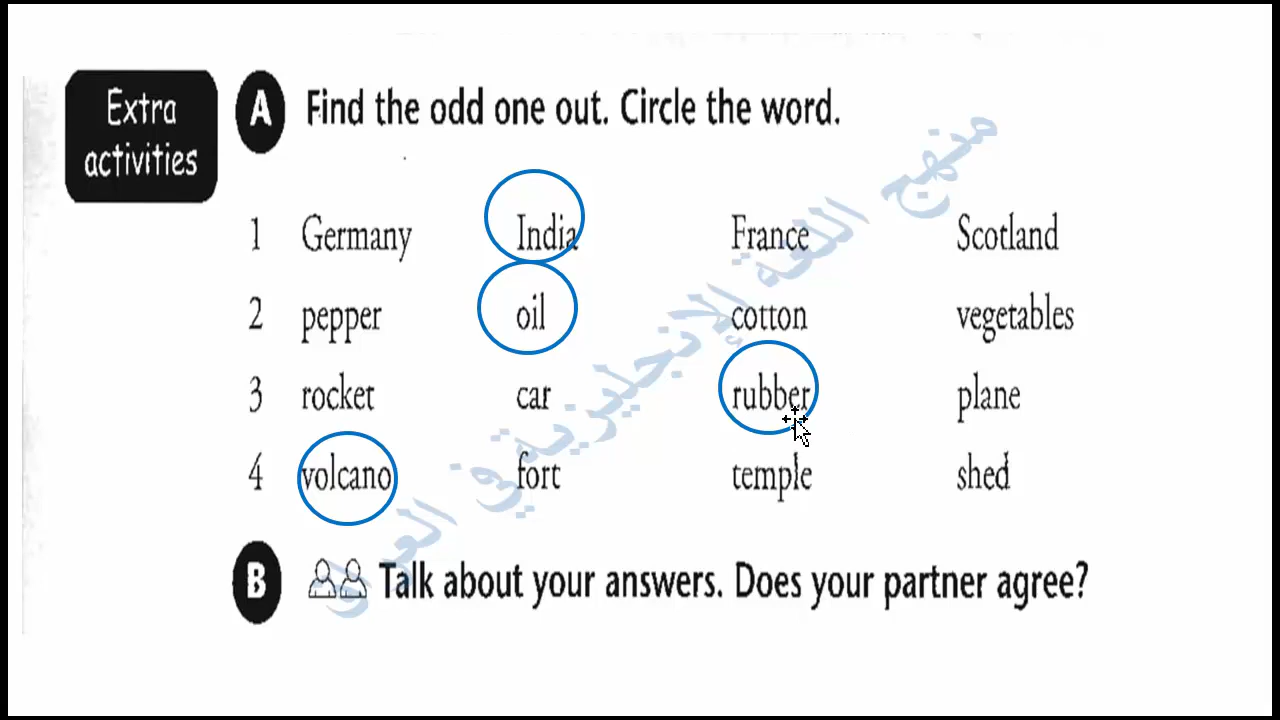 Extra
activities
A Find the odd one out. Circle the word.
1 Germany India France Scotland
2 pepper oil cotton vegetables
3 rocket car rubber plane
4 volcano fort temple shed
B Talk about your answers. Does your partner agree?
منهج اللغة الإنجليزية في العراق